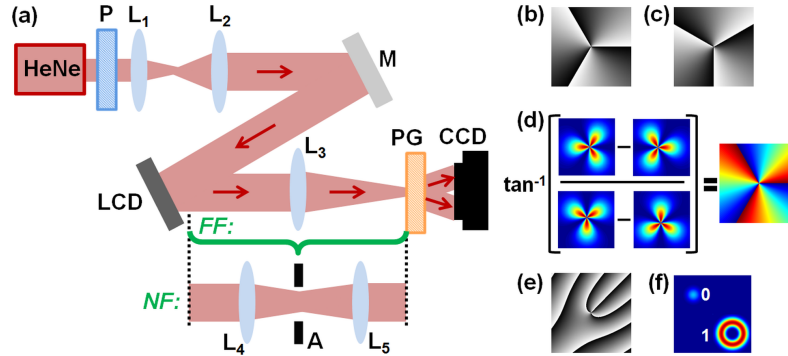 (a)
P
L1
L2
HeNe
M
LCD
L3
PG
CCD
FF:
NF:
L4
A
L5
(b)
(c)
(d)
tan-1
[ − / − ] =
(e)
(f)
0
1